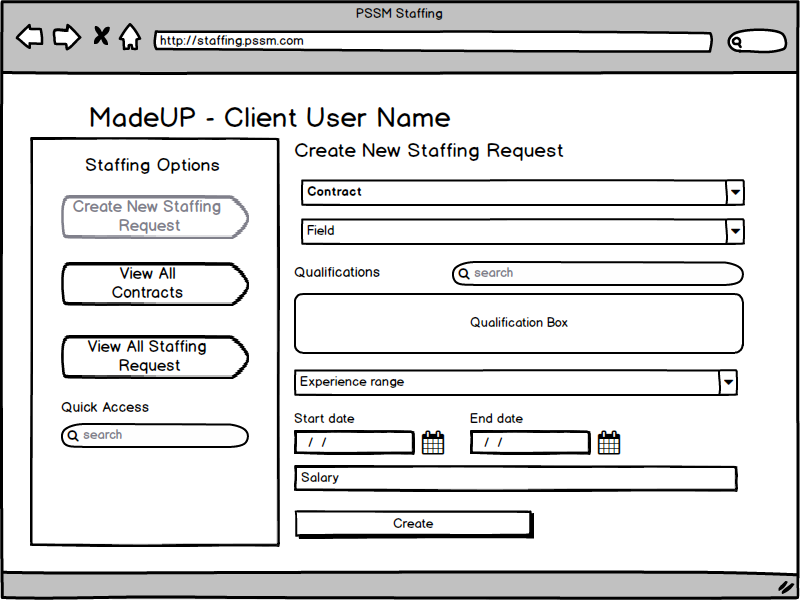 PSSM Staffing
http://staffing.pssm.com
MadeUP - Client User Name
Staffing Options
Create New Staffing
Request
View All
Contracts
View All Staffing
Request
Quick Access
search
Create New Staffing Request
Contract
Field
Qualifications
search
Qualification Box
Experience range
Start date
End date
/ /
/ /
Salary
Create